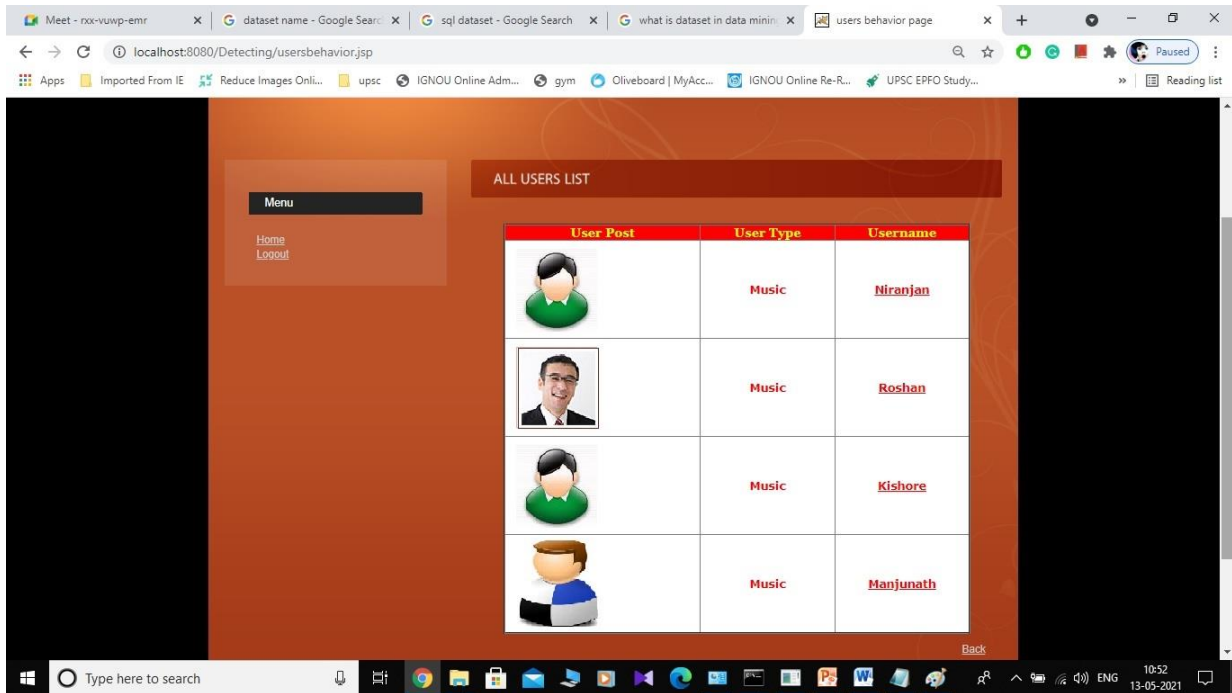 Meet - rxx-vuwp-emr
dataset name - Google Searc
sql dataset - Google Search
what is dataset in data minin
users behavior page
localhost:8080/Detecting/usersbehavior.jsp
Paused
Apps
Imported From IE
Reduce Images Onli...
upsc
IGNOU Online Adm...
gym
Oliveboard | MyAcc...
IGNOU Online Re-R...
UPSC EPFO Study...
»
Reading list
ALL USERS LIST
Menu
Home
Logout
User Post User Type Username
Music Niranjan
Music Roshan
Music Kishore
Music Manjunath
Back
Type here to search
ENG
10:52
13-05-2021